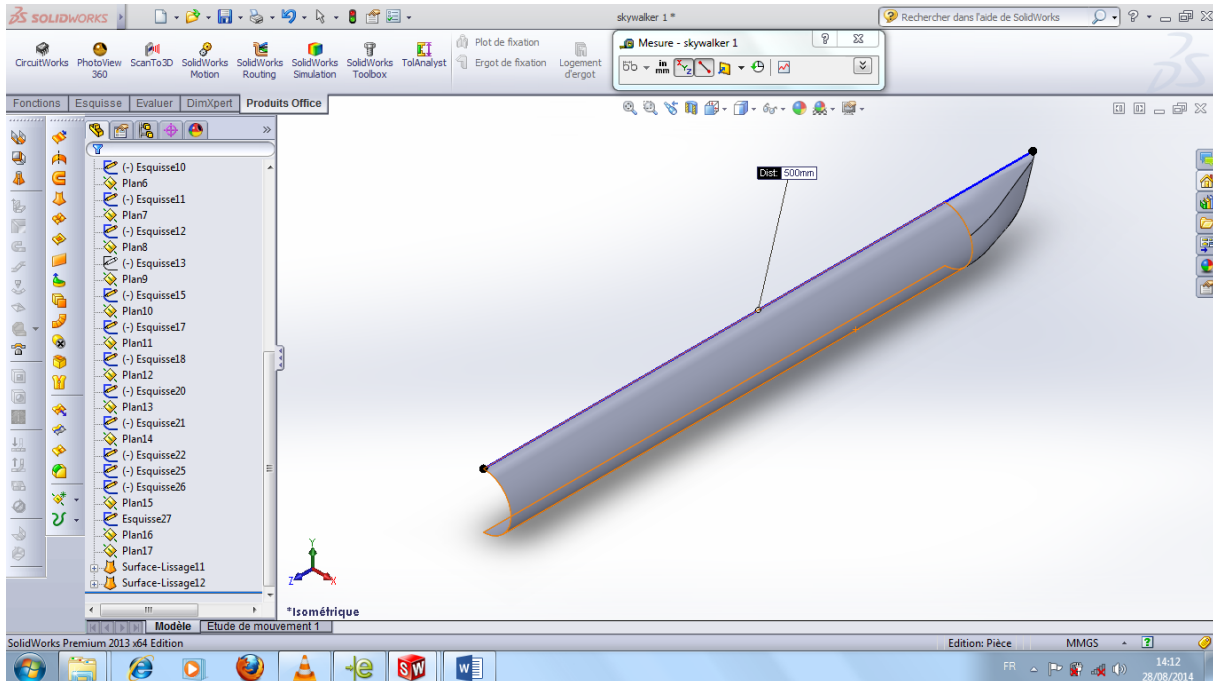 SOLIDWORKS
skywalker 1 *
Rechercher dans l'aide de SolidWorks
CircuitWorks
PhotoView 360
ScanTo3D
SolidWorks Motion
SolidWorks Routing
SolidWorks Simulation
SolidWorks Toolbox
TolAnalyst
Plot de fixation
Ergot de fixation
Logement d'ergot
Mesure - skywalker 1
in
mm
XYZ
Fonctions Esquisse Evaluer DimXpert Produits Office
(-) Esquisse10
Plan6
(-) Esquisse11
Plan7
(-) Esquisse12
Plan8
(-) Esquisse13
Plan9
(-) Esquisse15
Plan10
(-) Esquisse17
Plan11
(-) Esquisse18
Plan12
(-) Esquisse20
Plan13
(-) Esquisse21
Plan14
(-) Esquisse22
(-) Esquisse25
(-) Esquisse26
Plan15
Esquisse27
Plan16
Plan17
Surface-Lissage11
Surface-Lissage12
Dist: 500mm
Y
Z X
*Isométrique
Modèle Etude de mouvement 1
SolidWorks Premium 2013 x64 Edition
Edition: Pièce MMGS
SW W
FR
14:12
28/08/2014